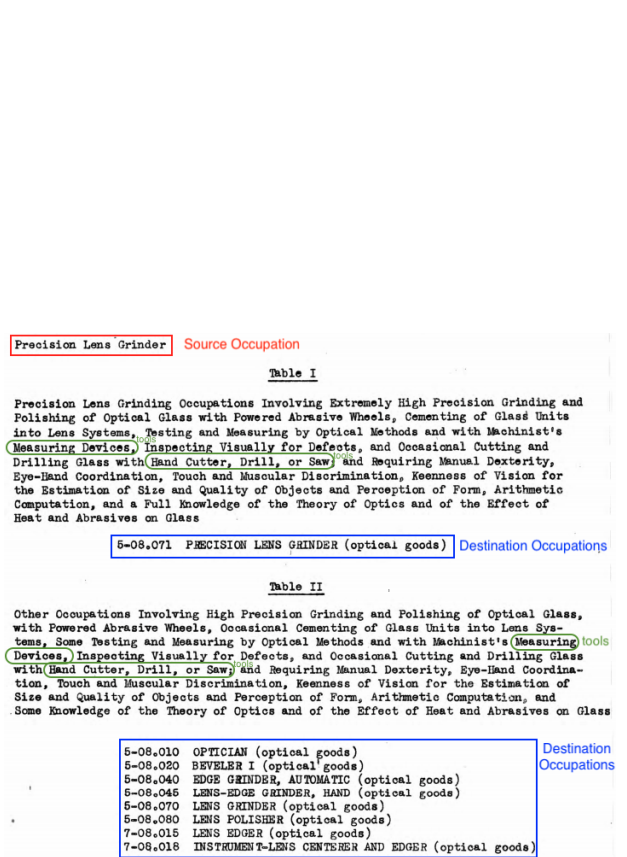 Precision Lens Grinder Source Occupation
Table I
Precision Lens Grinding Occupations Involving Extremely High Precision Grinding and
Polishing of Optical Glass with Powered Abrasive Wheels, Cementing of Glass Units
into Lens Systems, Testing and Measuring by Optical Methods and with Machinist's
tools
Measuring Devices, Inspecting Visually for Defects, and Occasional Cutting and
tools
Drilling Glass with Hand Cutter, Drill, or Saw; and Requiring Manual Dexterity,
Eye-Hand Coordination, Touch and Muscular Discrimination, Keenness of Vision for
the Estimation of Size and Quality of Objects and Perception of Form, Arithmetic
Computation, and a Full Knowledge of the Theory of Optics and of the Effect of
Heat and Abrasives on Glass
5-08.071 PRECISION LENS GRINDER (optical goods) Destination Occupations
Table II
Other Occupations Involving High Precision Grinding and Polishing of Optical Glass,
with Powered Abrasive Wheels, Occasional Cementing of Glass Units into Lens Sys-
tems, Some Testing and Measuring by Optical Methods and with Machinist's Measuring tools
Devices, Inspecting Visually for Defects, and Occasional Cutting and Drilling Glass
tools
with Hand Cutter, Drill, or Saw; and Requiring Manual Dexterity, Eye-Hand Coordina-
tion, Touch and Muscular Discrimination, Keenness of Vision for the Estimation of
Size and Quality of Objects and Perception of Form, Arithmetic Computation, and
Some Knowledge of the Theory of Optics and of the Effect of Heat and Abrasives on Glass
5-08.010 OPTICIAN (optical goods) Destination
5-08.020 BEVELER I (optical goods) Occupations
5-08.040 EDGE GRINDER, AUTOMATIC (optical goods)
5-08.045 LENS-EDGE GRINDER, HAND (optical goods)
5-08.070 LENS GRINDER (optical goods)
5-08.080 LENS POLISHER (optical goods)
7-08.015 LENS EDGER (optical goods)
7-08.018 INSTRUMENT-LENS CENTERER AND EDGER (optical goods)